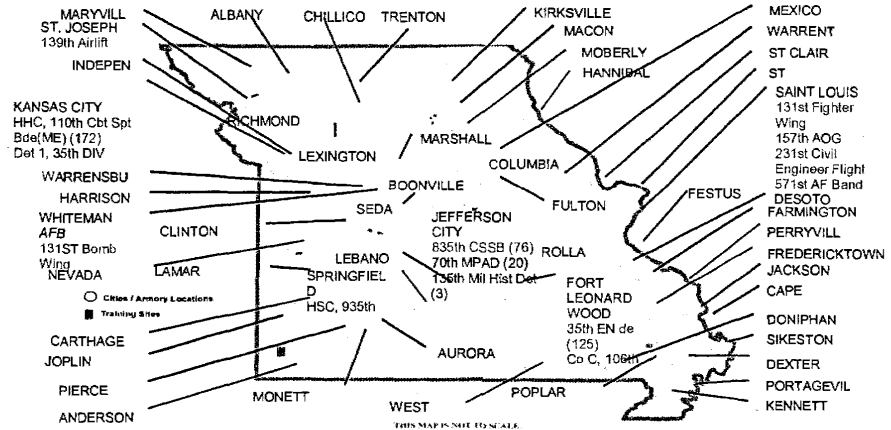 MARYVILL
ST. JOSEPH
139th Airlift
INDEPEN
KANSAS CITY
HHC, 110th Cbt Spt
Bde(ME) (172)
Det 1, 35th DIV
WARRENSBU
HARRISON
WHITEMAN
AFB
131ST Bomb
Wing
NEVADA
CARTHAGE
JOPLIN
PIERCE
ANDERSON
ALBANY
CHILLICO
TRENTON
RICHMOND
LEXINGTON
MARSHALL
COLUMBIA
BOONVILLE
SEDA
CLINTON
LAMAR
Cities / Armory Locations
Training Sites
LEBANO
SPRINGFIEL
D
HSC, 935th
JEFFERSON
CITY
835th CSSB (76)
70th MPAD (20)
135th Mil Hist Det
(3)
ROLLA
FULTON
FORT
LEONARD
WOOD
35th EN de
(125)
Co C, 106th
AURORA
MONETT
WEST
POPLAR
KIRKSVILLE
MACON
MOBERLY
HANNIBAL
MEXICO
WARRENT
ST CLAIR
ST
SAINT LOUIS
131st Fighter
Wing
157th AOG
231st Civil
Engineer Flight
571st AF Band
FESTUS
DESOTO
FARMINGTON
PERRYVILL
FREDERICKTOWN
JACKSON
CAPE
DONIPHAN
SIKESTON
DEXTER
PORTAGEVIL
KENNETT
THIS MAP IS NOT TO SCALE